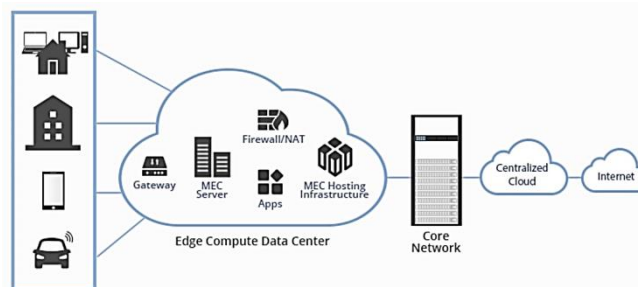 Firewall/NAT
Gateway
MEC
Server
Apps
MEC Hosting
Infrastructure
Edge Compute Data Center
Core
Network
Centralized
Cloud
Internet